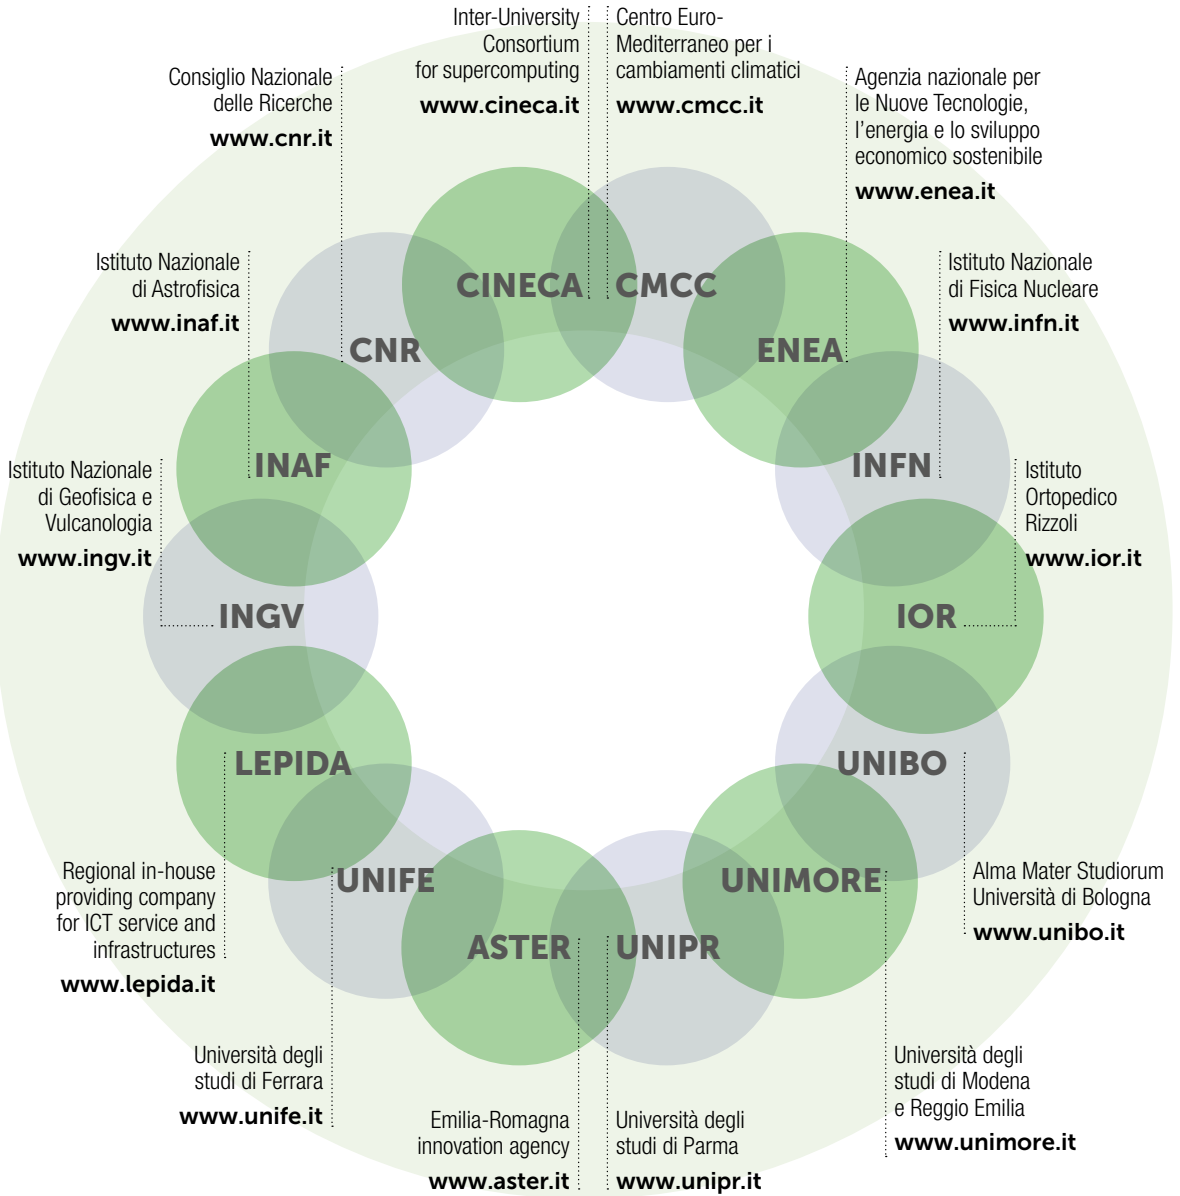 Inter-University
Consortium
for supercomputing
www.cineca.it
Centro Euro-
Mediterraneo per i
cambiamenti climatici
www.cmcc.it
Consiglio Nazionale
delle Ricerche
www.cnr.it
Agenzia nazionale per
le Nuove Tecnologie,
l'energia e lo sviluppo
economico sostenibile
www.enea.it
Istituto Nazionale
di Astrofisica
www.inaf.it
Istituto Nazionale
di Fisica Nucleare
www.infn.it
CINECA
CMCC
CNR
ENEA
INAF
INFN
Istituto Nazionale
di Geofisica e
Vulcanologia
www.ingv.it
Istituto
Ortopedico
Rizzoli
www.ior.it
INGV
IOR
LEPIDA
UNIBO
UNIFE
UNIMORE
ASTER
UNIPR
Regional in-house
providing company
for ICT service and
infrastructures
www.lepida.it
Alma Mater Studiorum
Università di Bologna
www.unibo.it
Università degli
studi di Ferrara
www.unife.it
Università degli
studi di Modena
e Reggio Emilia
www.unimore.it
Emilia-Romagna
innovation agency
www.aster.it
Università degli
studi di Parma
www.unipr.it